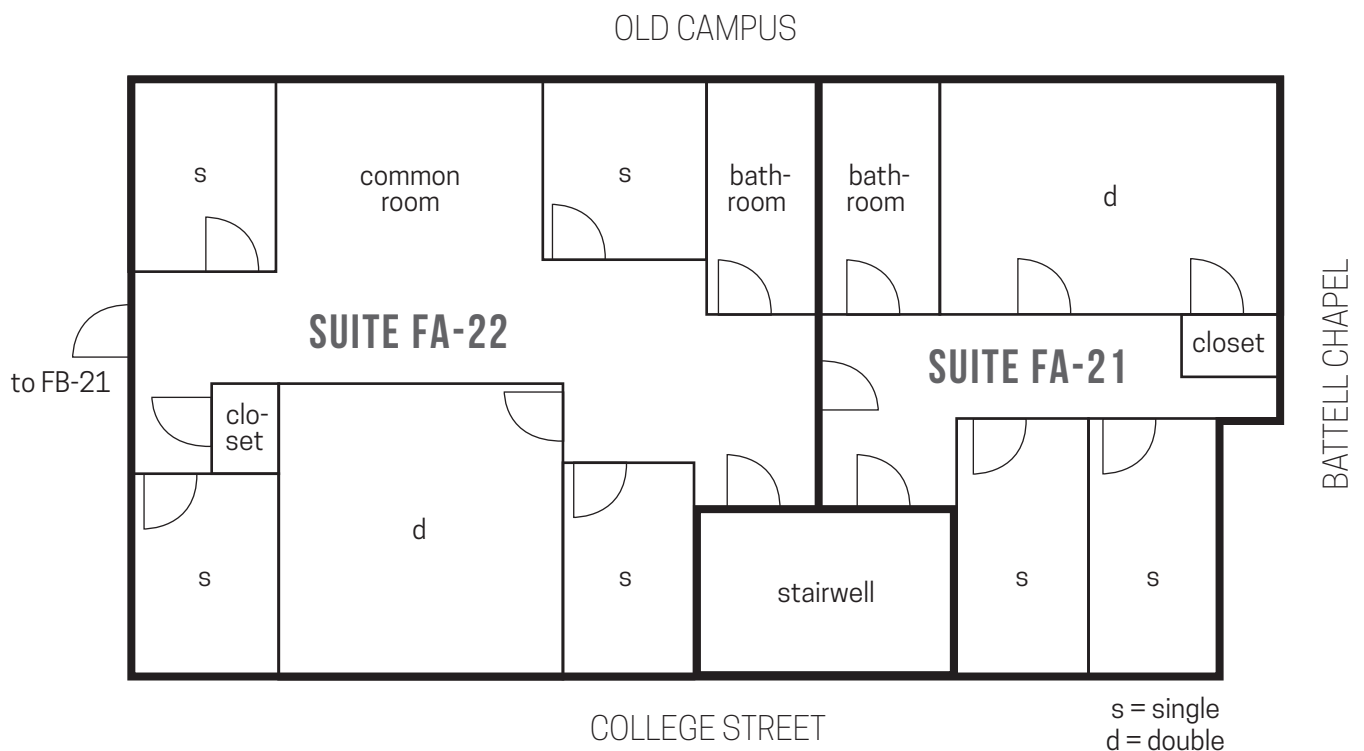 OLD CAMPUS
s
common
room
s
bath-
room
bath-
room
d
SUITE FA-22
SUITE FA-21
closet
to FB-21
clo-
set
BATTELL CHAPEL
d
s
s
stairwell
s
s
COLLEGE STREET
s = single
d = double